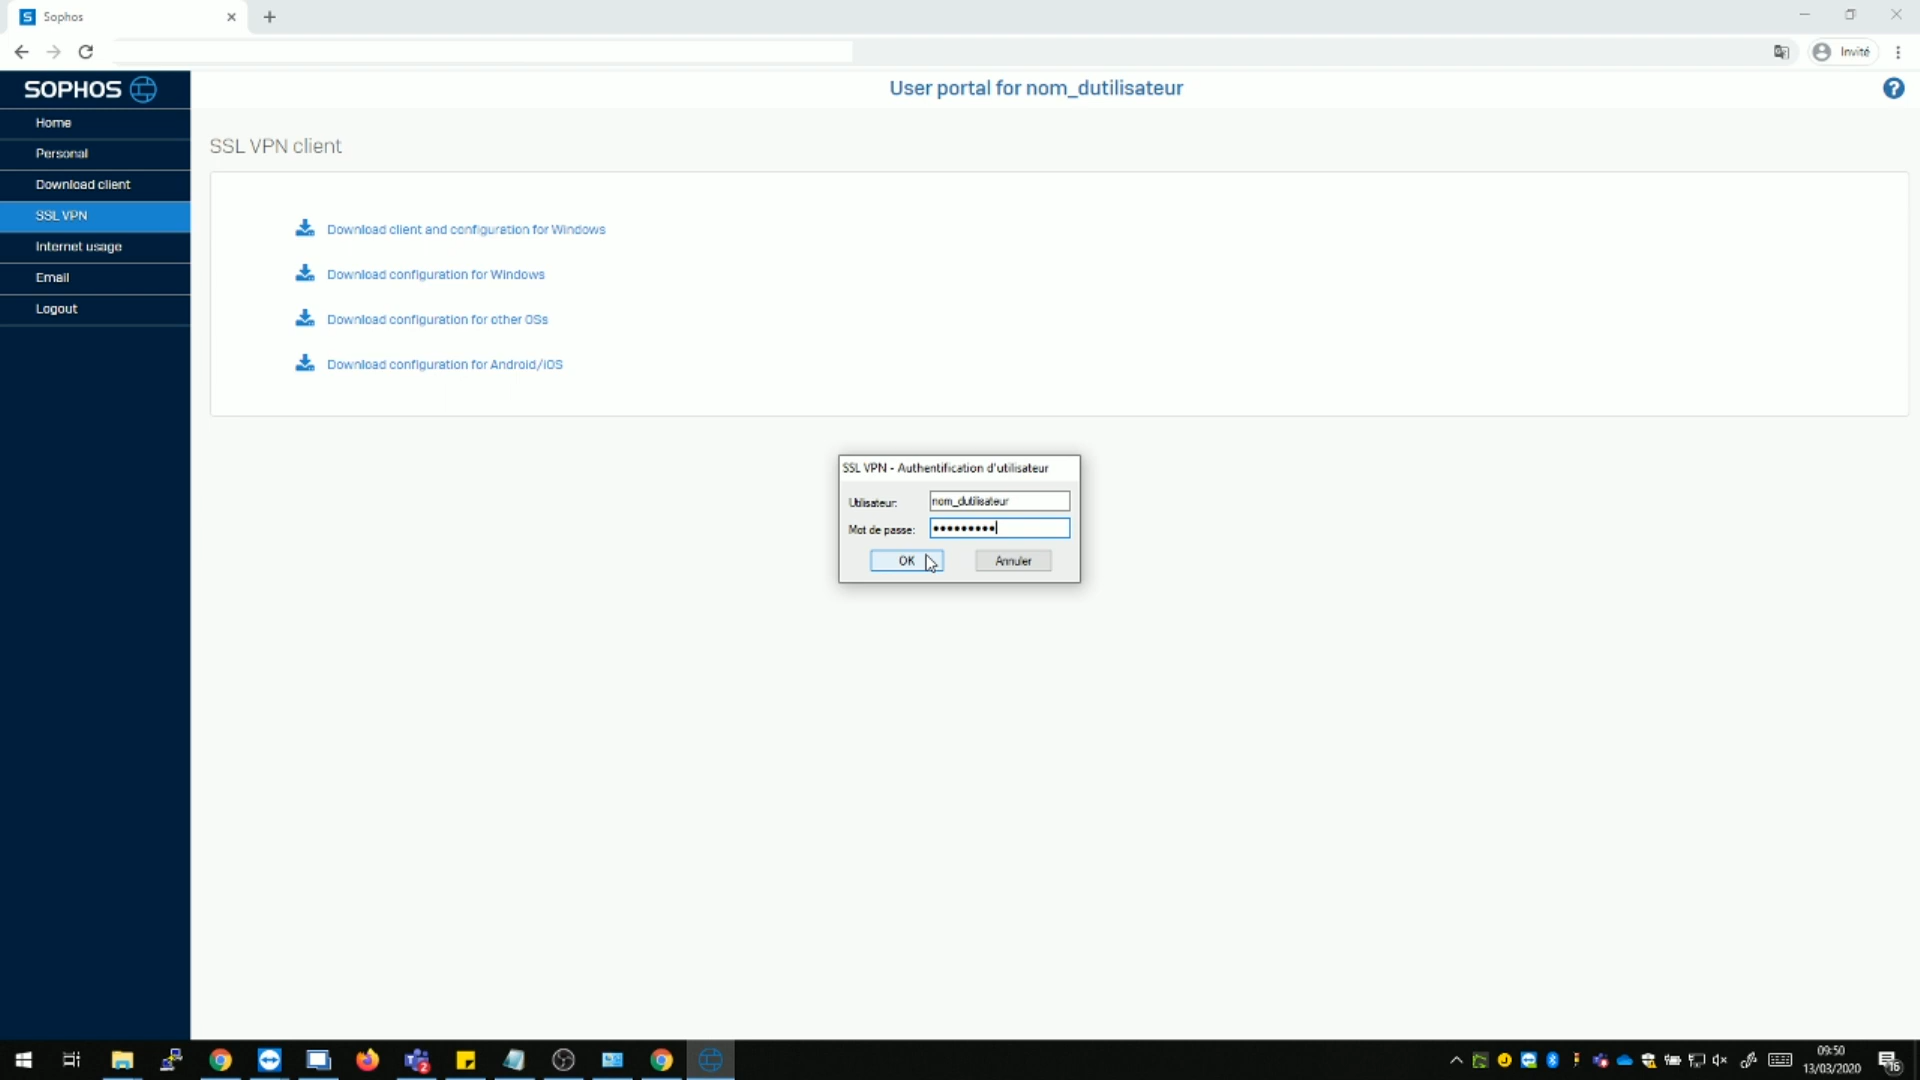 Sophos
Invité
SOPHOS
User portal for nom_dutilisateur
Home
Personal
Download client
SSL VPN
Internet usage
Email
Logout
SSL VPN client
Download client and configuration for Windows
Download configuration for Windows
Download configuration for other OSs
Download configuration for Android/iOS
SSL VPN - Authentification d'utilisateur
Utilisateur: nom_dutilisateur
Mot de passe: •••••••••
OK Annuler
2
09:50
13/03/2020
16